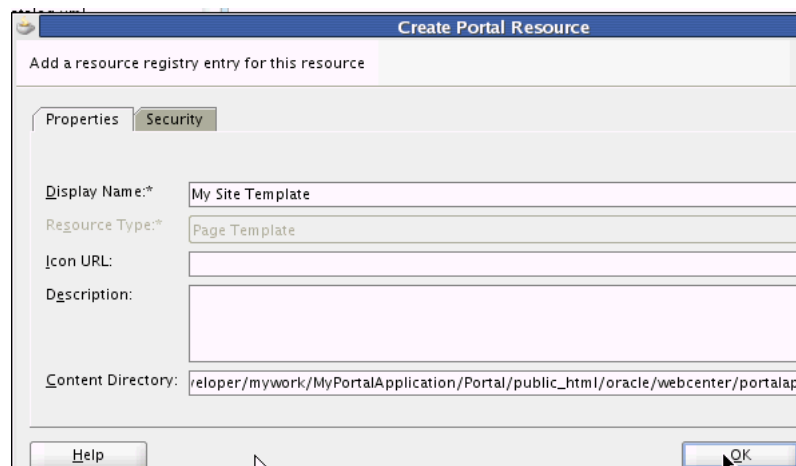 Create Portal Resource
Add a resource registry entry for this resource
Properties Security
Display Name:* My Site Template
Resource Type:* Page Template
Icon URL:
Description:
Content Directory: veloper/mywork/MyPortalApplication/Portal/public_html/oracle/webcenter/portalap
Help OK